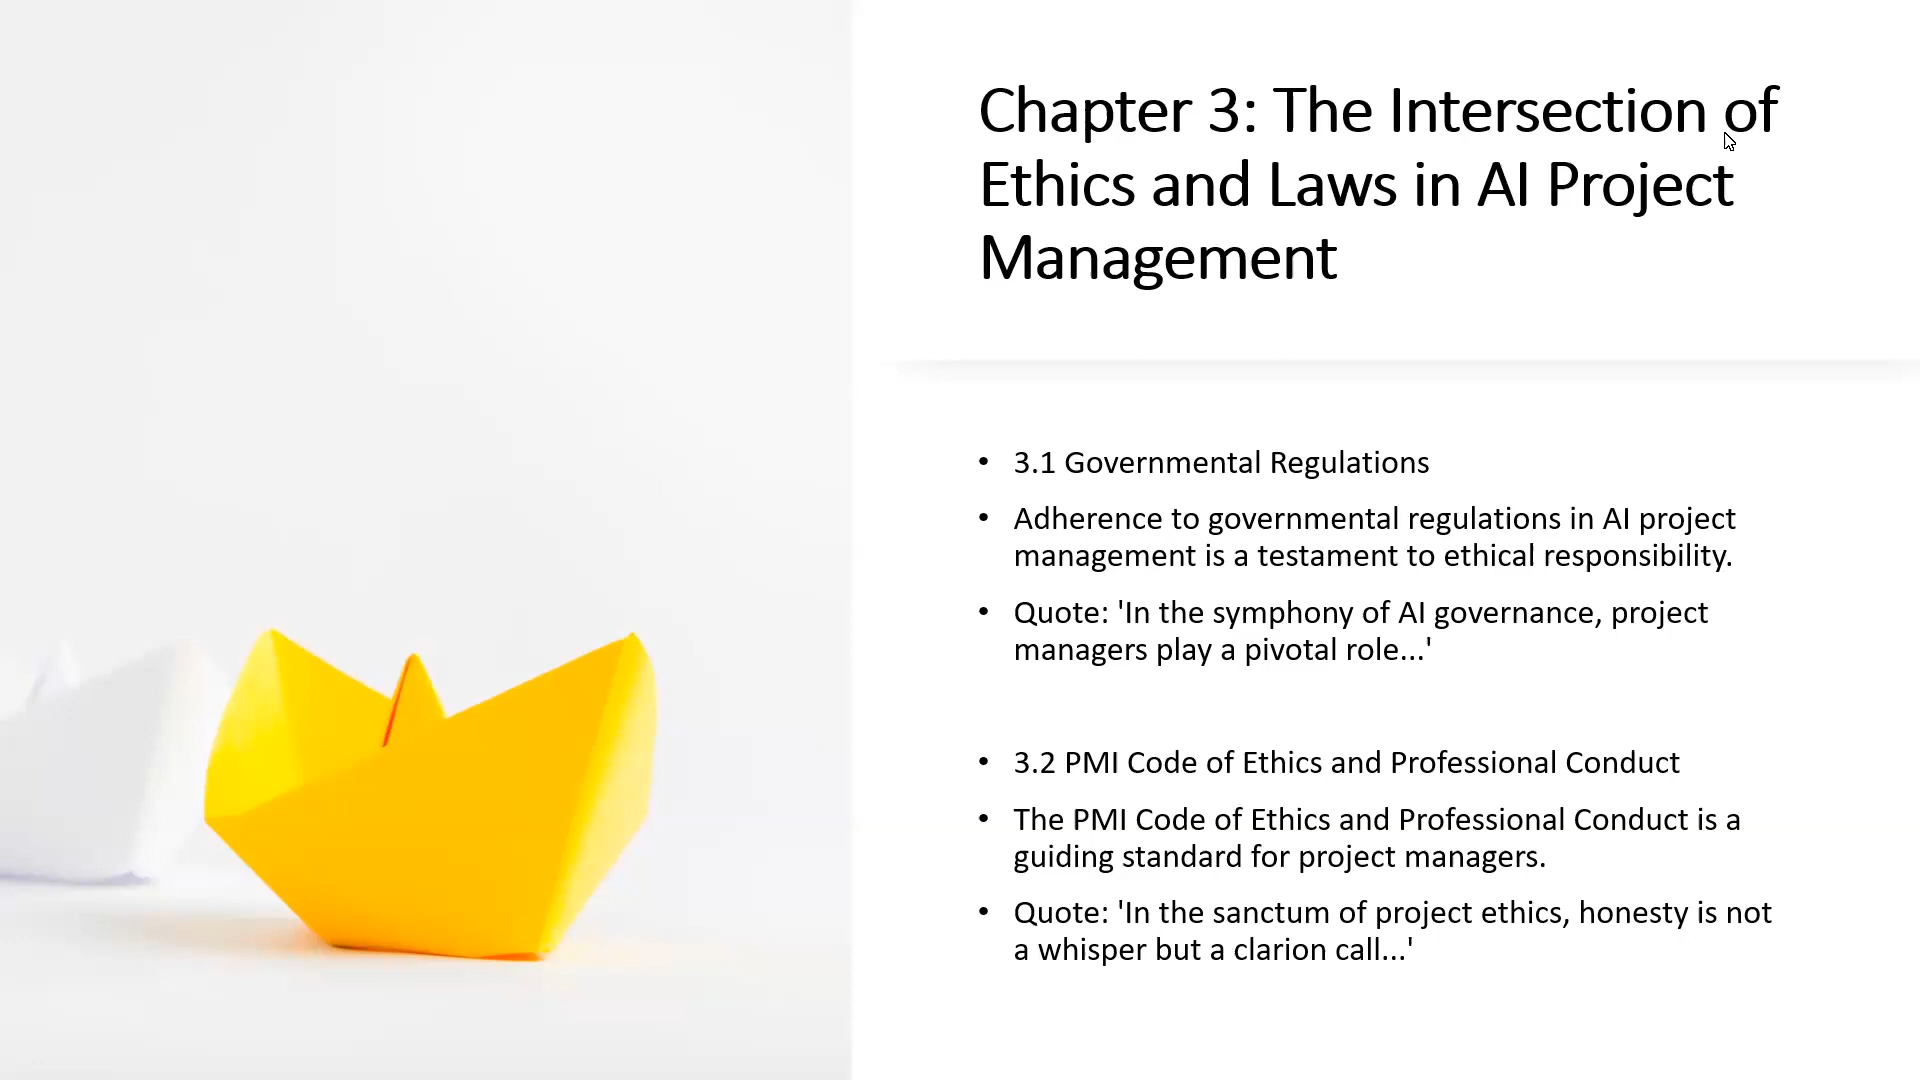 Chapter 3: The Intersection of
Ethics and Laws in AI Project
Management
• 3.1 Governmental Regulations
• Adherence to governmental regulations in AI project
management is a testament to ethical responsibility.
• Quote: 'In the symphony of AI governance, project
managers play a pivotal role...'
• 3.2 PMI Code of Ethics and Professional Conduct
• The PMI Code of Ethics and Professional Conduct is a
guiding standard for project managers.
• Quote: 'In the sanctum of project ethics, honesty is not
a whisper but a clarion call...'